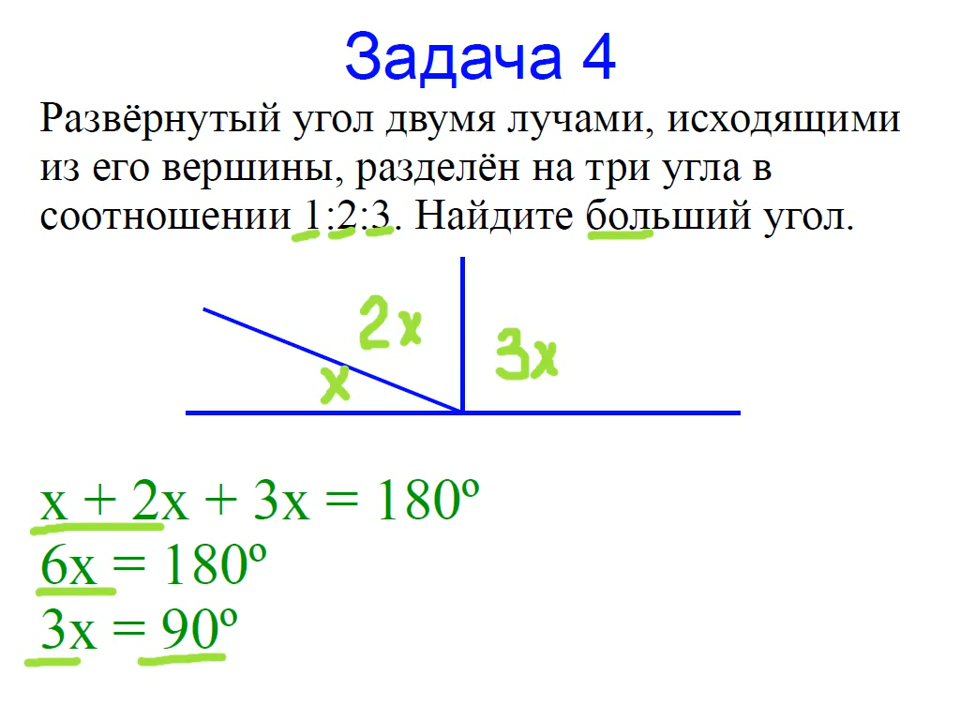 Задача 4
Развёрнутый угол двумя лучами, исходящими
из его вершины, разделён на три угла в
соотношении 1:2:3. Найдите больший угол.
2x
3x
x
x + 2x + 3x = 180º
6x = 180º
3x = 90º